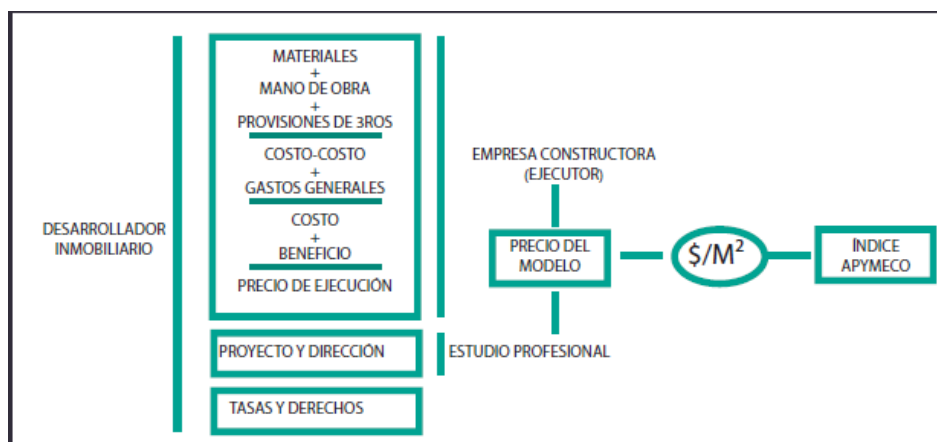 DESARROLLADOR
INMOBILIARIO
MATERIALES
+
MANO DE OBRA
+
PROVISIONES DE 3ROS
COSTO-COSTO
+
GASTOS GENERALES
COSTO
+
BENEFICIO
PRECIO DE EJECUCIÓN
PROYECTO Y DIRECCIÓN
TASAS Y DERECHOS
EMPRESA CONSTRUCTORA
(EJECUTOR)
PRECIO DEL
MODELO
ESTUDIO PROFESIONAL
$/M²
ÍNDICE
APYMECO